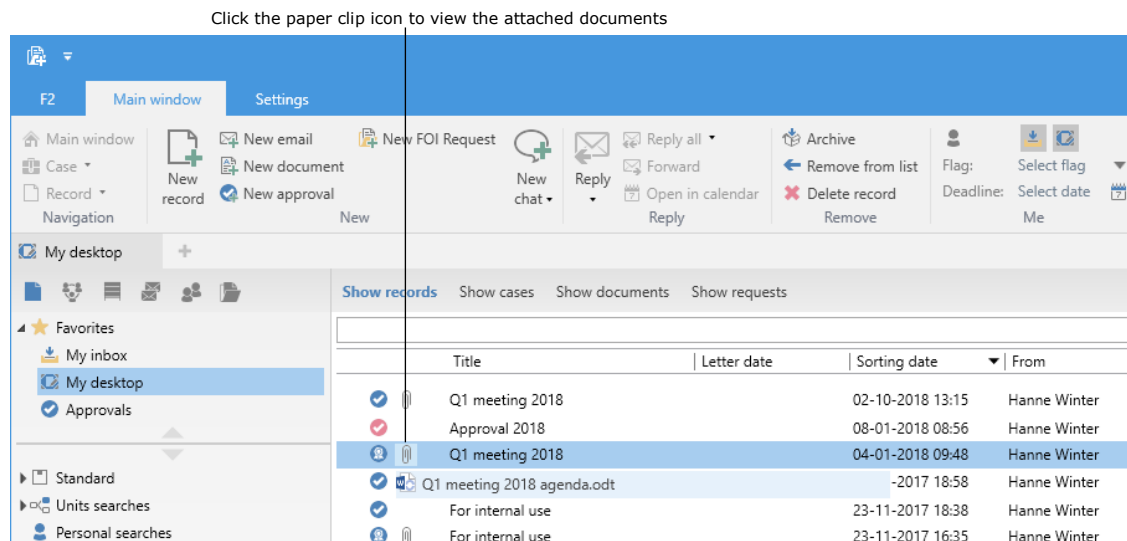 Click the paper clip icon to view the attached documents
F2 Main window Settings
Main window New email New FOI Request Reply all Archive
Case New document Forward Remove from list Flag: Select flag
Record New record New approval New chat Reply Open in calendar Delete record Deadline: Select date
Navigation New Reply Remove Me
My desktop
Show records Show cases Show documents Show requests
Favorites
My inbox
My desktop
Approvals
Standard
Units searches
Personal searches
Title Letter date Sorting date From
Q1 meeting 2018 02-10-2018 13:15 Hanne Winter
Approval 2018 08-01-2018 08:56 Hanne Winter
Q1 meeting 2018 04-01-2018 09:48 Hanne Winter
Q1 meeting 2018 agenda.odt -2017 18:58 Hanne Winter
For internal use 23-11-2017 18:38 Hanne Winter
For internal use 23-11-2017 16:35 Hanne Winter